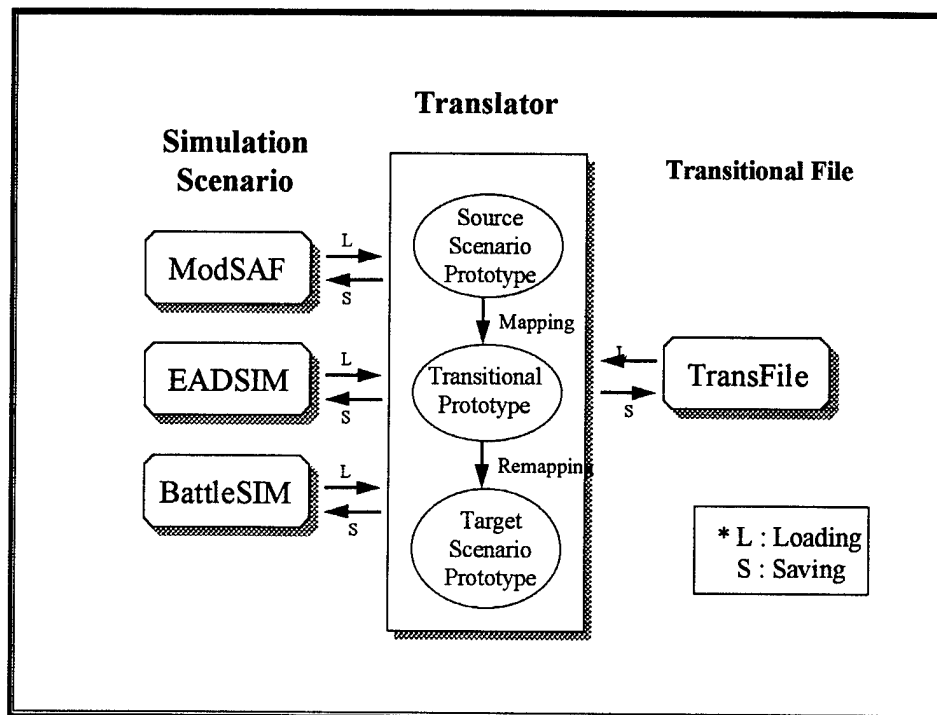 Translator
Simulation
Scenario
Transitional File
Source
Scenario
Prototype
L
ModSAF
S
Mapping
L
EADSIM
S
Transitional
Prototype
L
TransFile
S
Remapping
L
BattleSIM
S
Target
Scenario
Prototype
* L : Loading
S : Saving